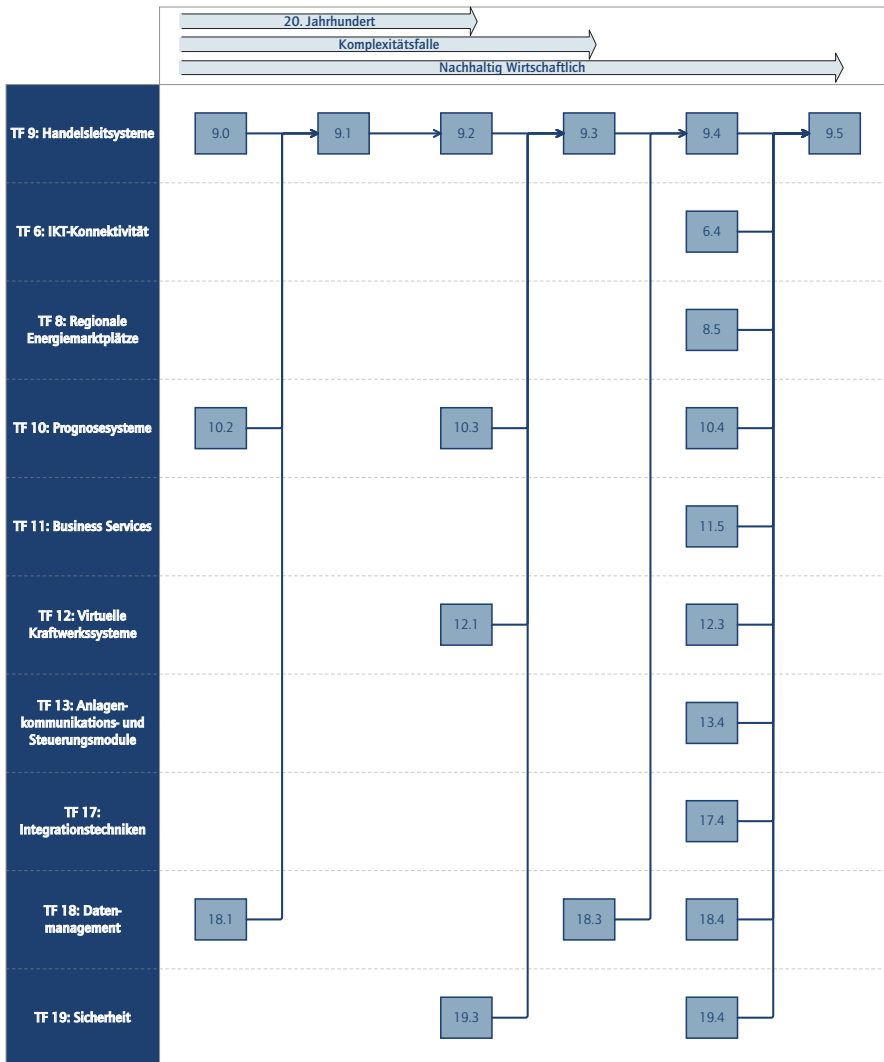 20. Jahrhundert
Komplexitätsfalle
Nachhaltig Wirtschaftlich
TF 9: Handelsleitsysteme
9.0
9.1
9.2
9.3
9.4
9.5
TF 6: IKT-Konnektivität
6.4
TF 8: Regionale
Energiemarktplätze
8.5
TF 10: Prognosesysteme
10.2
10.3
10.4
TF 11: Business Services
11.5
TF 12: Virtuelle
Kraftwerkssysteme
12.1
12.3
TF 13: Anlagen-
kommunikations- und
Steuerungsmodule
13.4
TF 17:
Integrationstechniken
17.4
TF 18: Daten-
management
18.1
18.3
18.4
TF 19: Sicherheit
19.3
19.4